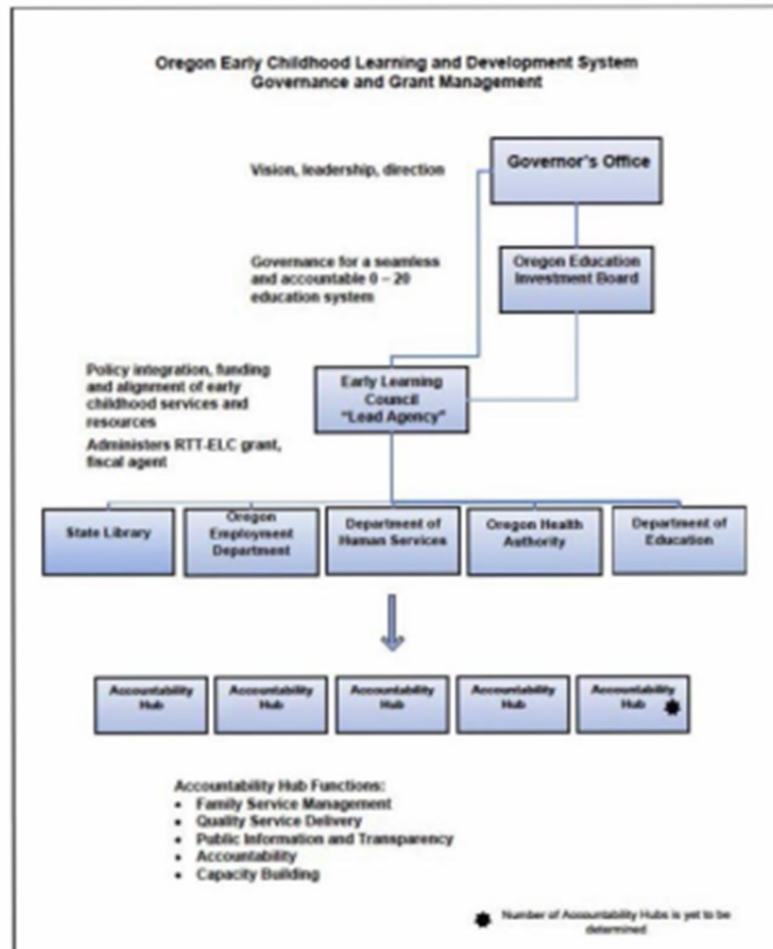 Oregon Early Childhood Learning and Development System
Governance and Grant Management
Governor's Office
Vision, leadership, direction
Governance for a seamless
and accountable 0 – 20
education system
Oregon Education
Investment Board
Policy integration, funding
and alignment of early
childhood services and
resources
Administers RTT-ELC grant,
fiscal agent
Early Learning
Council
"Lead Agency"
State Library
Oregon
Employment
Department
Department of
Human Services
Oregon Health
Authority
Department of
Education
Accountability
Hub
Accountability
Hub
Accountability
Hub
Accountability
Hub
Accountability
Hub
Accountability Hub Functions:
• Family Service Management
• Quality Service Delivery
• Public Information and Transparency
• Accountability
• Capacity Building
Number of Accountability Hubs is yet to be
determined